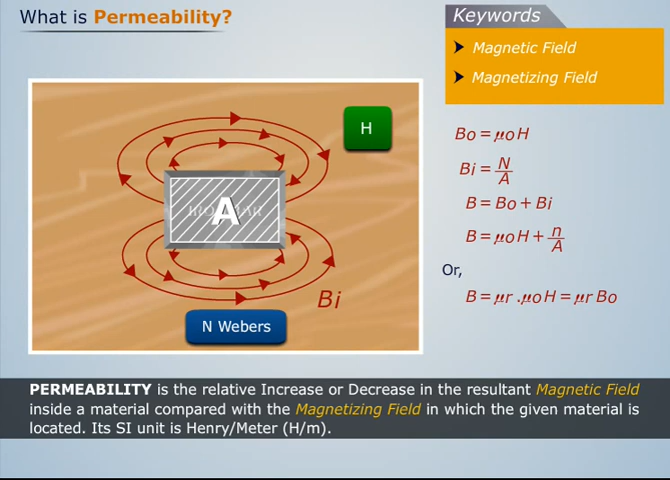 What is Permeability?
Keywords
Magnetic Field
Magnetizing Field
H
A
Bi
N Webers
Bo = μo H
Bi = N/A
B = Bo + Bi
B = μo H + n/A
Or,
B = μr .μo H = μr Bo
PERMEABILITY is the relative Increase or Decrease in the resultant Magnetic Field
inside a material compared with the Magnetizing Field in which the given material is
located. Its SI unit is Henry/Meter (H/m).